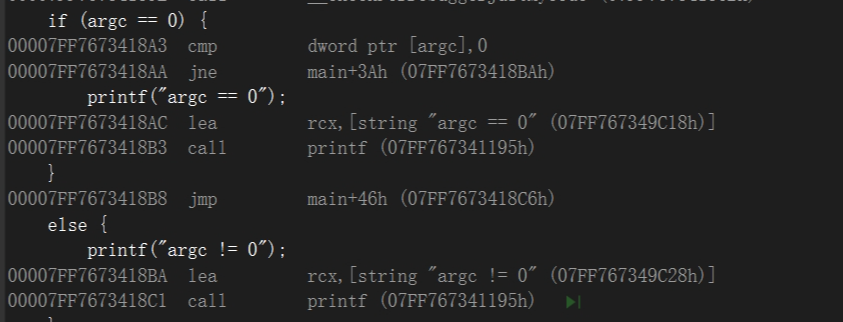 if (argc == 0) {
00007FF7673418A3 cmp dword ptr [argc],0
00007FF7673418AA jne main+3Ah (07FF7673418BAh)
printf("argc == 0");
00007FF7673418AC lea rcx,[string "argc == 0" (07FF767349C18h)]
00007FF7673418B3 call printf (07FF767341195h)
}
00007FF7673418B8 jmp main+46h (07FF7673418C6h)
else {
printf("argc != 0");
00007FF7673418BA lea rcx,[string "argc != 0" (07FF767349C28h)]
00007FF7673418C1 call printf (07FF767341195h)